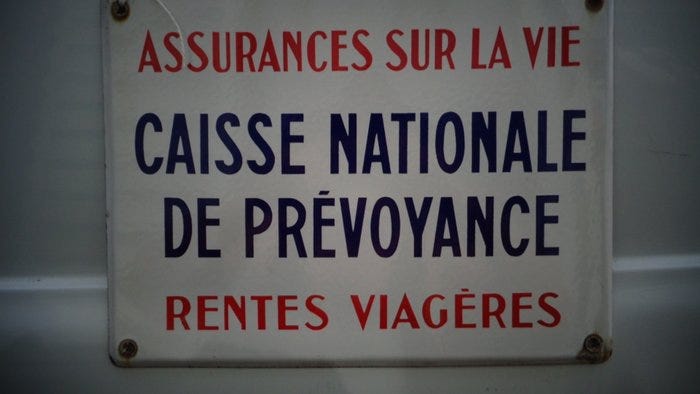 ASSURANCES SUR LA VIE
CAISSE NATIONALE
DE PRÉVOYANCE
RENTES VIAGÈRES